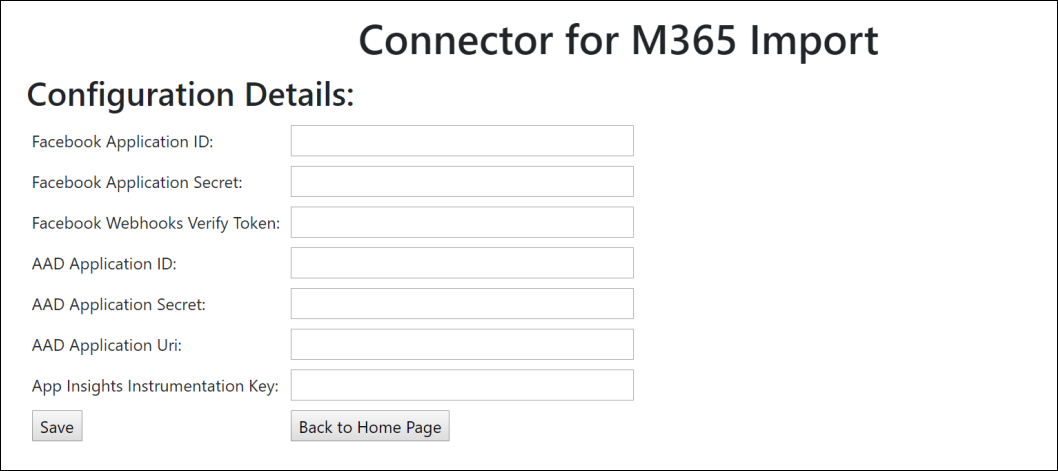 Connector for M365 Import
Configuration Details:
Facebook Application ID:
Facebook Application Secret:
Facebook Webhooks Verify Token:
AAD Application ID:
AAD Application Secret:
AAD Application Uri:
App Insights Instrumentation Key:
Save Back to Home Page